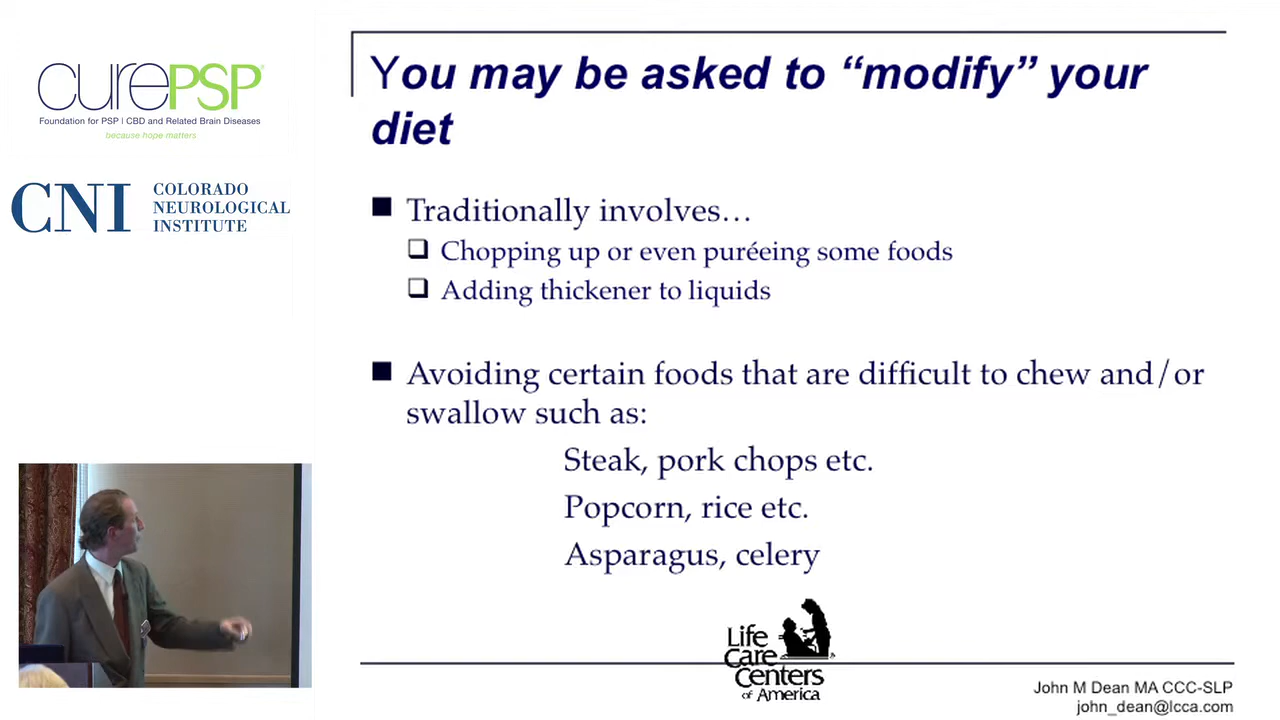 curePSP
Foundation for PSP | CBD and Related Brain Diseases
because hope matters
CNI
COLORADO
NEUROLOGICAL
INSTITUTE
You may be asked to “modify” your
diet
Traditionally involves…
Chopping up or even puréeing some foods
Adding thickener to liquids
Avoiding certain foods that are difficult to chew and/or
swallow such as:
Steak, pork chops etc.
Popcorn, rice etc.
Asparagus, celery
Life
Care
Centers
of America
John M Dean MA CCC-SLP
john_dean@lcca.com